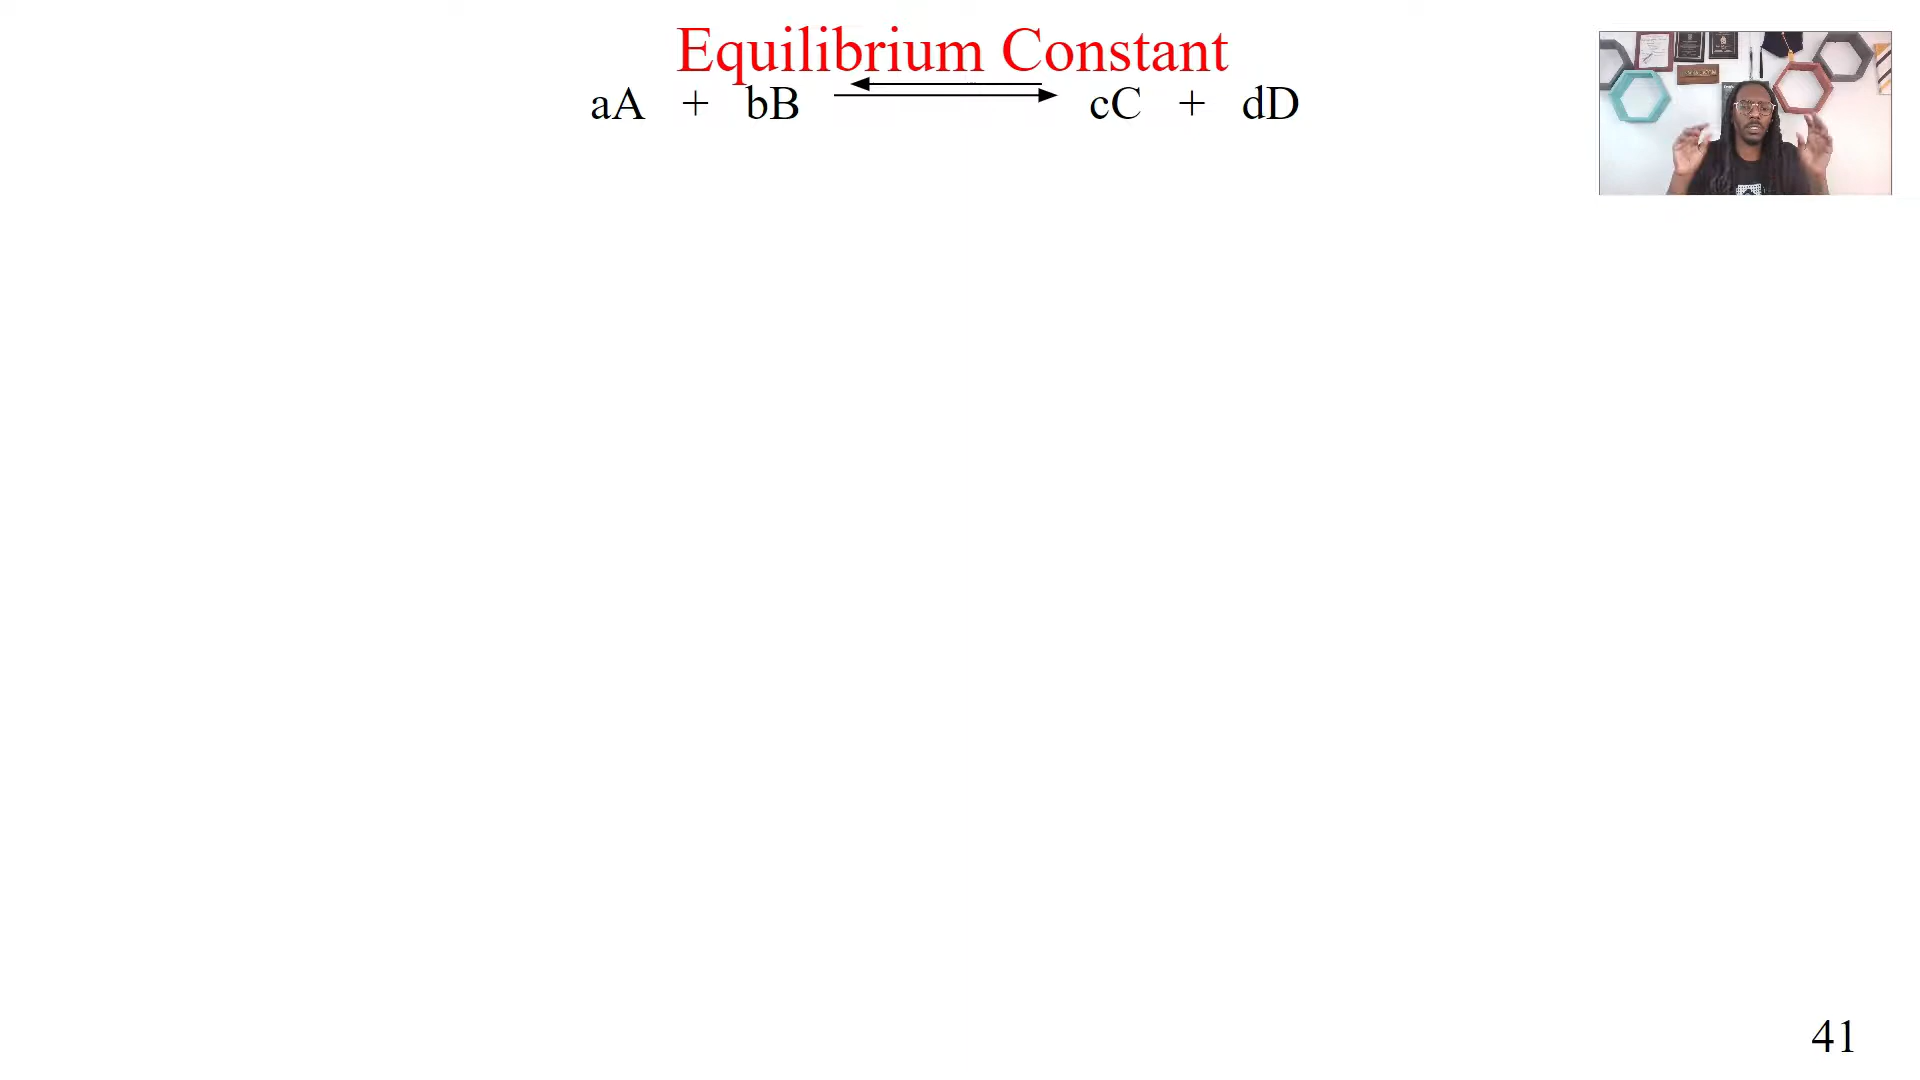 Equilibrium Constant
aA + bB ⇌ cC + dD
41